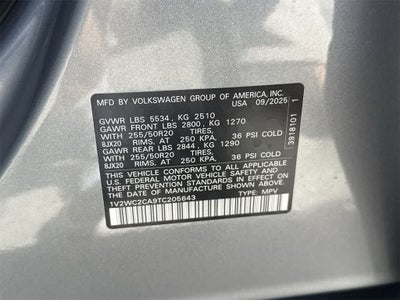 MFD. BY VOLKSWAGEN GROUP OF AMERICA, INC.
USA 09/2025
GVWR LBS 5534, KG 2510
GAWR FRONT LBS 2800, KG 1270
WITH 255/50R20 TIRES,
8JX20 RIMS, AT 250 KPA, 36 PSI COLD
GAWR REAR LBS 2844, KG 1290
WITH 255/50R20 TIRES,
8JX20 RIMS, AT 250 KPA, 36 PSI COLD
THIS VEHICLE CONFORMS TO ALL APPLICABLE
U.S. FEDERAL MOTOR VEHICLE SAFETY
STANDARDS IN EFFECT ON
THE DATE OF MANUFACTURE SHOWN ABOVE.
1V2WC2CA9TC205643 TYPE: MPV
3918101 1